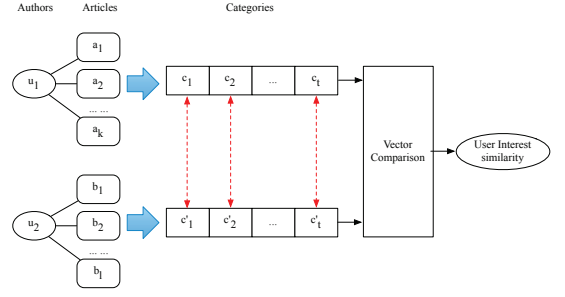 Authors Articles Categories
a1
u1 a2
... ...
ak
c1 c2 ... ct
Vector
Comparison
User Interest
similarity
b1
u2 b2
... ...
bl
c'1 c'2 ... c't